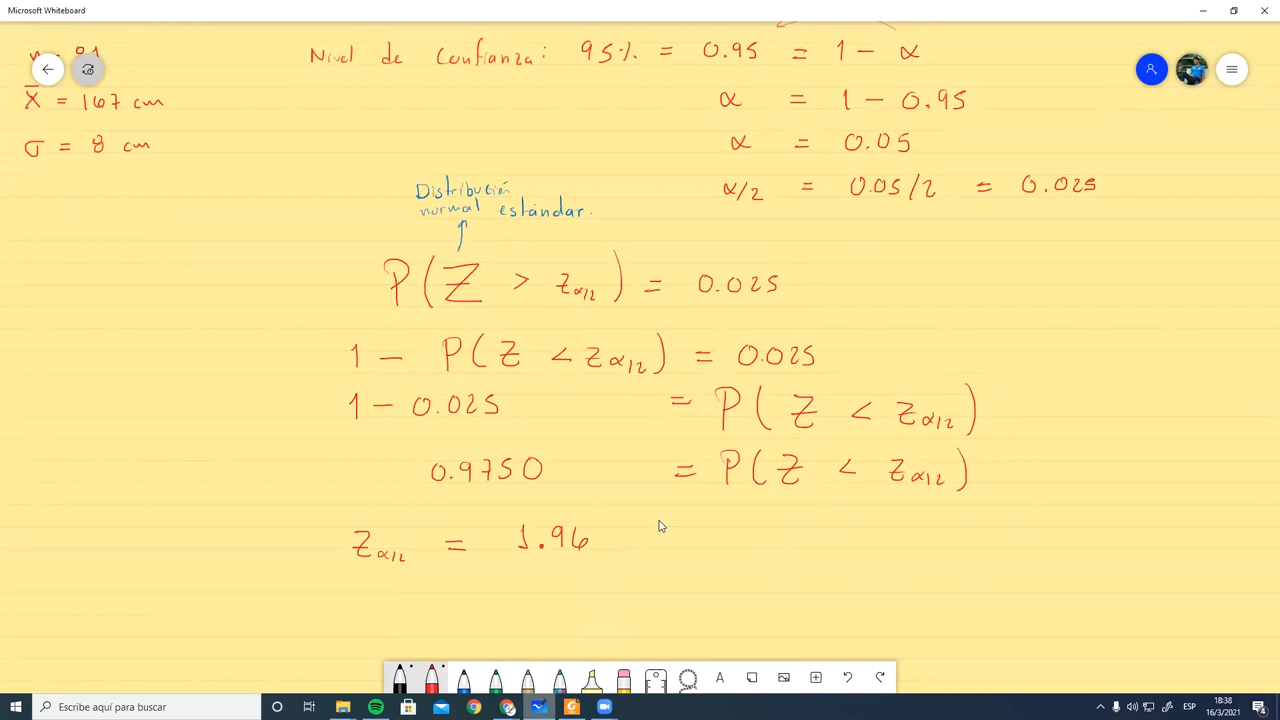 Microsoft Whiteboard
Nivel de Confianza: 95% = 0.95 = 1 - α
X̅ = 167 cm
α = 1 - 0.95
σ = 8 cm
α = 0.05
α/2 = 0.05/2 = 0.025
Distribución
normal estándar.
P(Z > zα/2) = 0.025
1 - P(Z < zα/2) = 0.025
1 - 0.025 = P(Z < zα/2)
0.9750 = P(Z < zα/2)
zα/2 = 1.96
Escribe aquí para buscar
ESP
18:38
16/3/2021